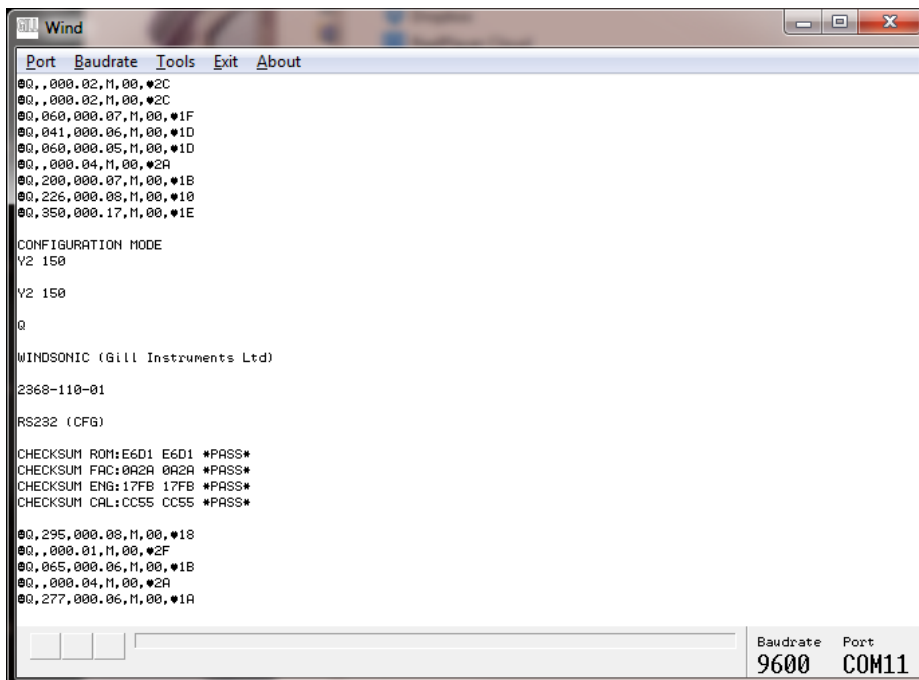 GILL Wind
Port Baudrate Tools Exit About
☻Q,,000.02,M,00,♥2C
☻Q,,000.02,M,00,♥2C
☻Q,060,000.07,M,00,♥1F
☻Q,041,000.06,M,00,♥1D
☻Q,060,000.05,M,00,♥1D
☻Q,,000.04,M,00,♥2A
☻Q,200,000.07,M,00,♥1B
☻Q,226,000.08,M,00,♥10
☻Q,350,000.17,M,00,♥1E
CONFIGURATION MODE
Y2 150
Y2 150
Q
WINDSONIC (Gill Instruments Ltd)
2368-110-01
RS232 (CFG)
CHECKSUM ROM:E6D1 E6D1 *PASS*
CHECKSUM FAC:0A2A 0A2A *PASS*
CHECKSUM ENG:17FB 17FB *PASS*
CHECKSUM CAL:CC55 CC55 *PASS*
☻Q,295,000.08,M,00,♥18
☻Q,,000.01,M,00,♥2F
☻Q,065,000.06,M,00,♥1B
☻Q,,000.04,M,00,♥2A
☻Q,277,000.06,M,00,♥1A
Baudrate Port
9600 COM11